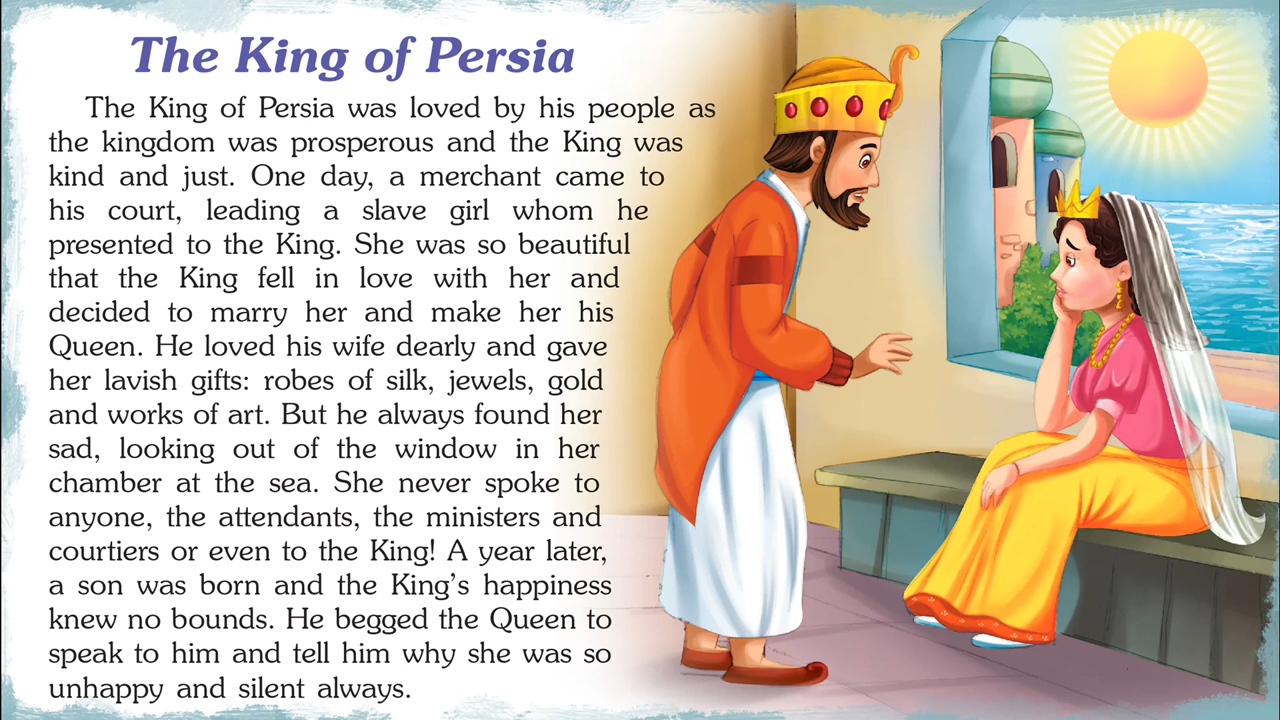 The King of Persia
The King of Persia was loved by his people as
the kingdom was prosperous and the King was
kind and just. One day, a merchant came to
his court, leading a slave girl whom he
presented to the King. She was so beautiful
that the King fell in love with her and
decided to marry her and make her his
Queen. He loved his wife dearly and gave
her lavish gifts: robes of silk, jewels, gold
and works of art. But he always found her
sad, looking out of the window in her
chamber at the sea. She never spoke to
anyone, the attendants, the ministers and
courtiers or even to the King! A year later,
a son was born and the King’s happiness
knew no bounds. He begged the Queen to
speak to him and tell him why she was so
unhappy and silent always.